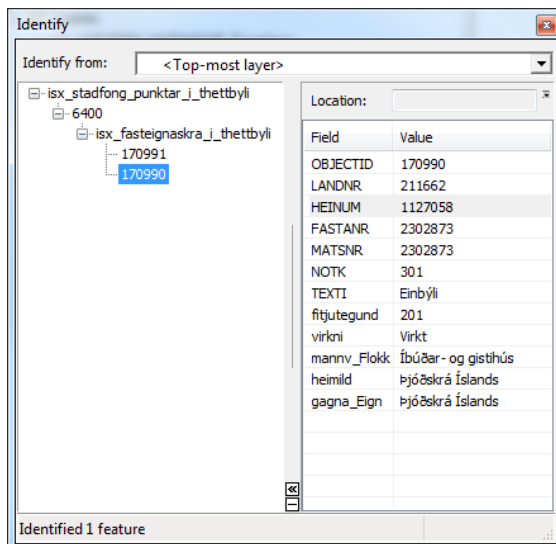 Identify
Identify from: <Top-most layer>
isx_stadfong_punktar_i_thettbyli
6400
isx_fasteignaskra_i_thettbyli
170991
170990
Location:
Field Value
OBJECTID 170990
LANDNR 211662
HEINUM 1127058
FASTANR 2302873
MATSNR 2302873
NOTK 301
TEXTI Einbýli
fitjutegund 201
virkni Virkt
mannv_Flokk Íbúðar- og gistihús
heimild Þjóðskrá Íslands
gagna_Eign Þjóðskrá Íslands
Identified 1 feature